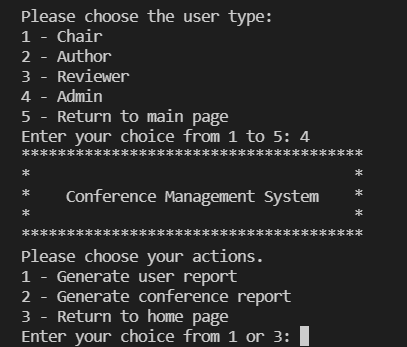 Please choose the user type:
1 - Chair
2 - Author
3 - Reviewer
4 - Admin
5 - Return to main page
Enter your choice from 1 to 5: 4
**************************************
*                                    *
*    Conference Management System    *
*                                    *
**************************************
Please choose your actions.
1 - Generate user report
2 - Generate conference report
3 - Return to home page
Enter your choice from 1 or 3: